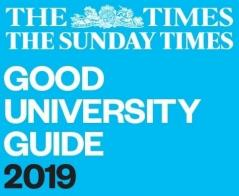 THE TIMES
THE SUNDAY TIMES
GOOD
UNIVERSITY
GUIDE
2019